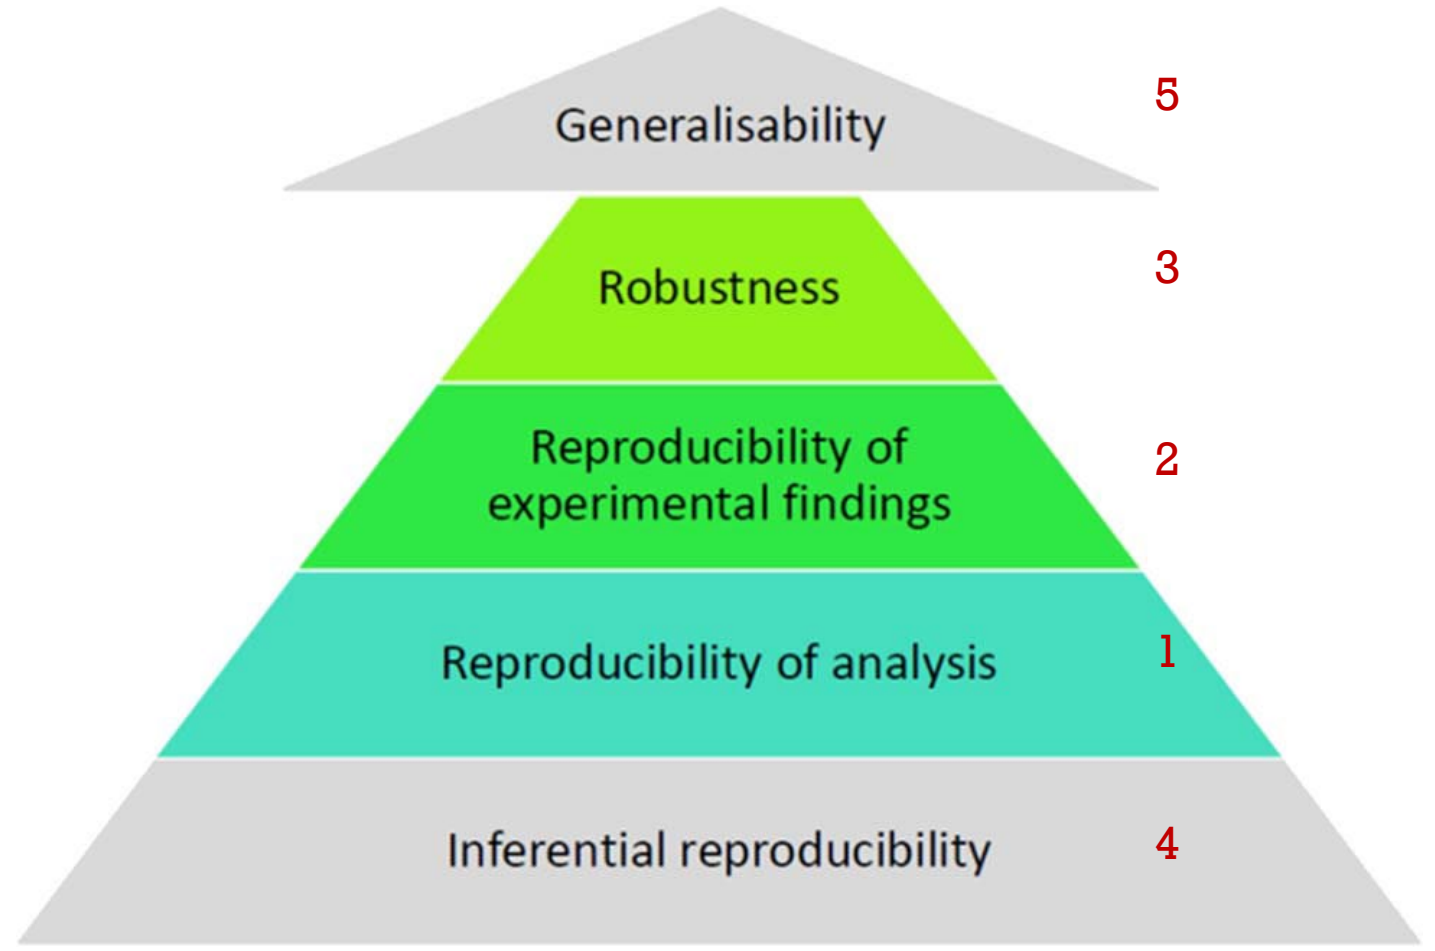 Generalisability
5
Robustness
3
Reproducibility of
experimental findings
2
Reproducibility of analysis
1
Inferential reproducibility
4